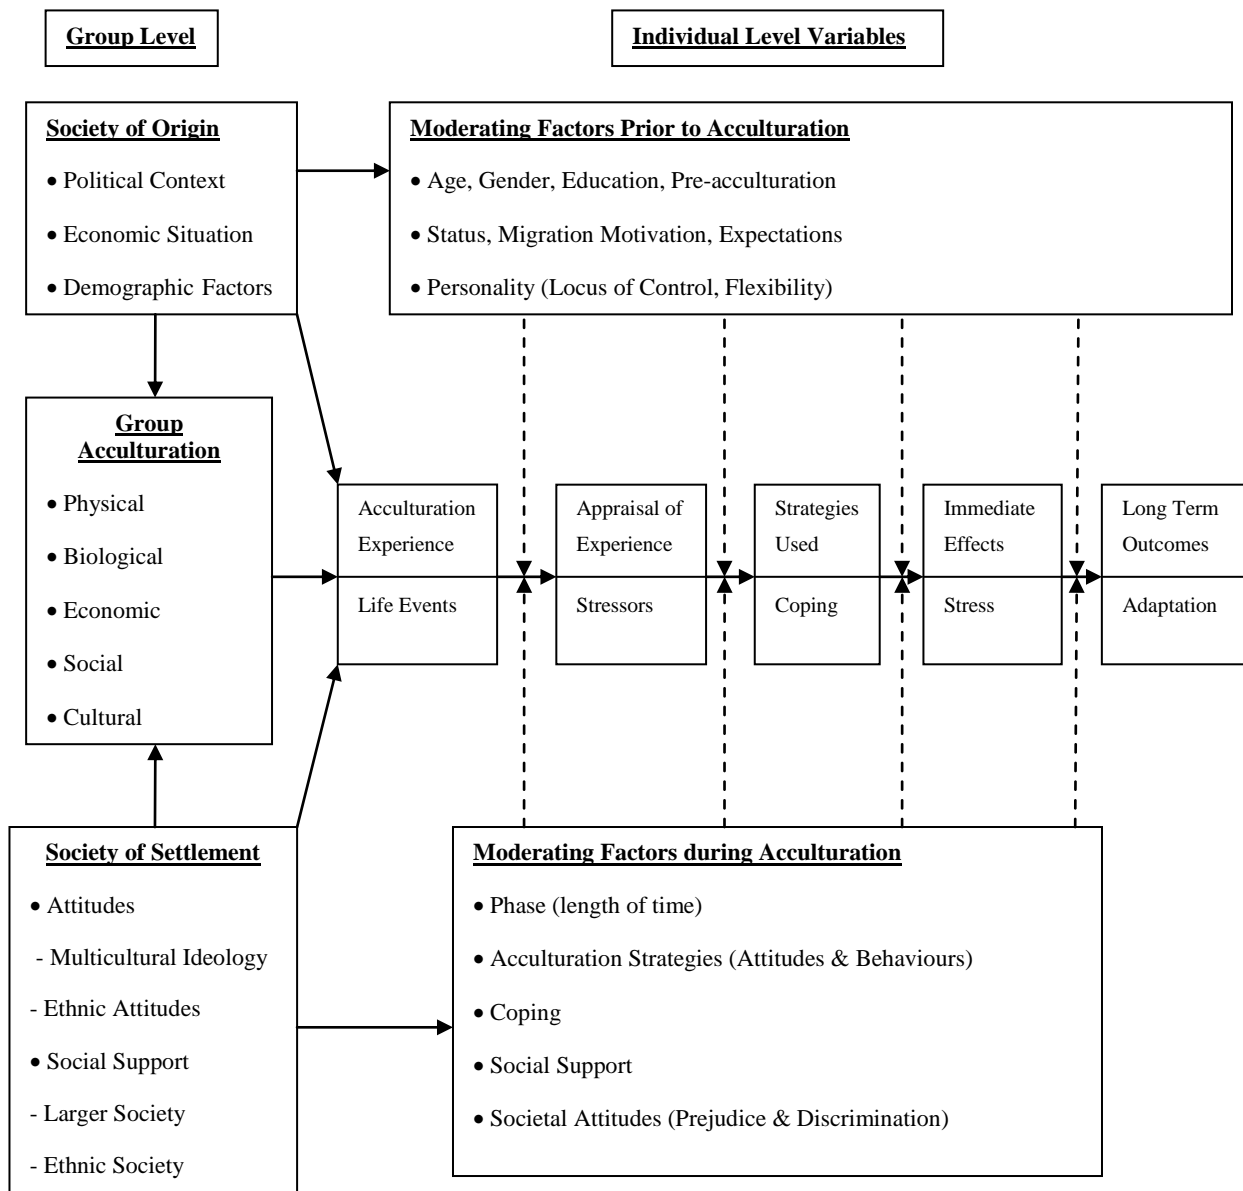 Group Level
Individual Level Variables
Society of Origin
• Political Context
• Economic Situation
• Demographic Factors
Moderating Factors Prior to Acculturation
• Age, Gender, Education, Pre-acculturation
• Status, Migration Motivation, Expectations
• Personality (Locus of Control, Flexibility)
Group
Acculturation
• Physical
• Biological
• Economic
• Social
• Cultural
Acculturation
Experience
Life Events
Appraisal of
Experience
Stressors
Strategies
Used
Coping
Immediate
Effects
Stress
Long Term
Outcomes
Adaptation
Society of Settlement
• Attitudes
- Multicultural Ideology
- Ethnic Attitudes
• Social Support
- Larger Society
- Ethnic Society
Moderating Factors during Acculturation
• Phase (length of time)
• Acculturation Strategies (Attitudes & Behaviours)
• Coping
• Social Support
• Societal Attitudes (Prejudice & Discrimination)